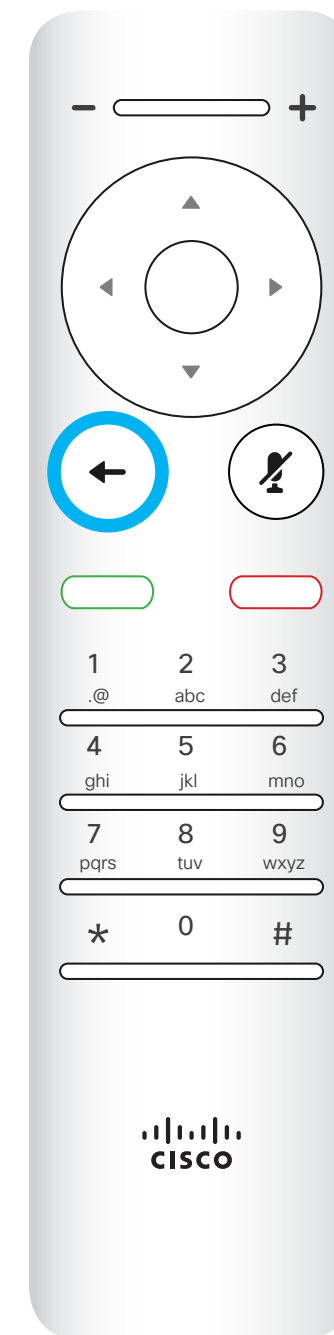 - +
1 2 3
.@ abc def
4 5 6
ghi jkl mno
7 8 9
pqrs tuv wxyz
* 0 #
CISCO